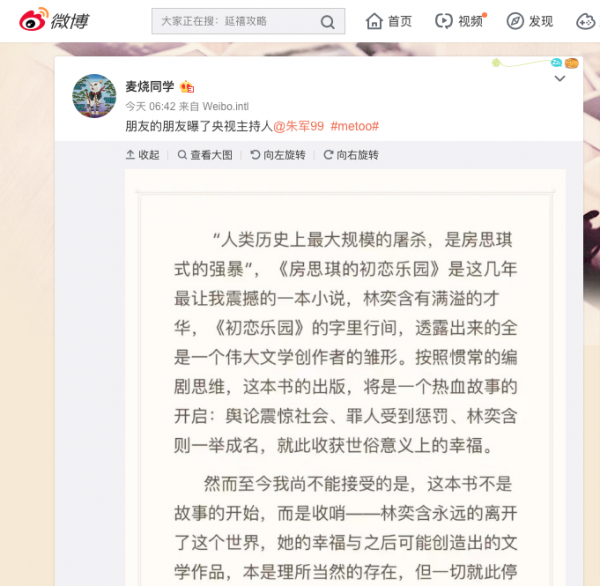 微博
大家正在搜：延禧攻略
首页
视频
发现
麦烧同学
今天 06:42 来自 Weibo.intl
朋友的朋友曝了央视主持人@朱军99 #metoo#
收起
查看大图
向左旋转
向右旋转
“人类历史上最大规模的屠杀，是房思琪
式的强暴”，《房思琪的初恋乐园》是这几年
最让我震撼的一本小说，林奕含有满溢的才
华，《初恋乐园》的字里行间，透露出来的全
是一个伟大文学创作者的雏形。按照惯常的编
剧思维，这本书的出版，将是一个热血故事的
开启：舆论震惊社会、罪人受到惩罚、林奕含
则一举成名，就此收获世俗意义上的幸福。
然而至今我尚不能接受的是，这本书不是
故事的开始，而是收哨——林奕含永远的离开
了这个世界，她的幸福与之后可能创造出的文
学作品，本是理所当然的存在，但一切就此停